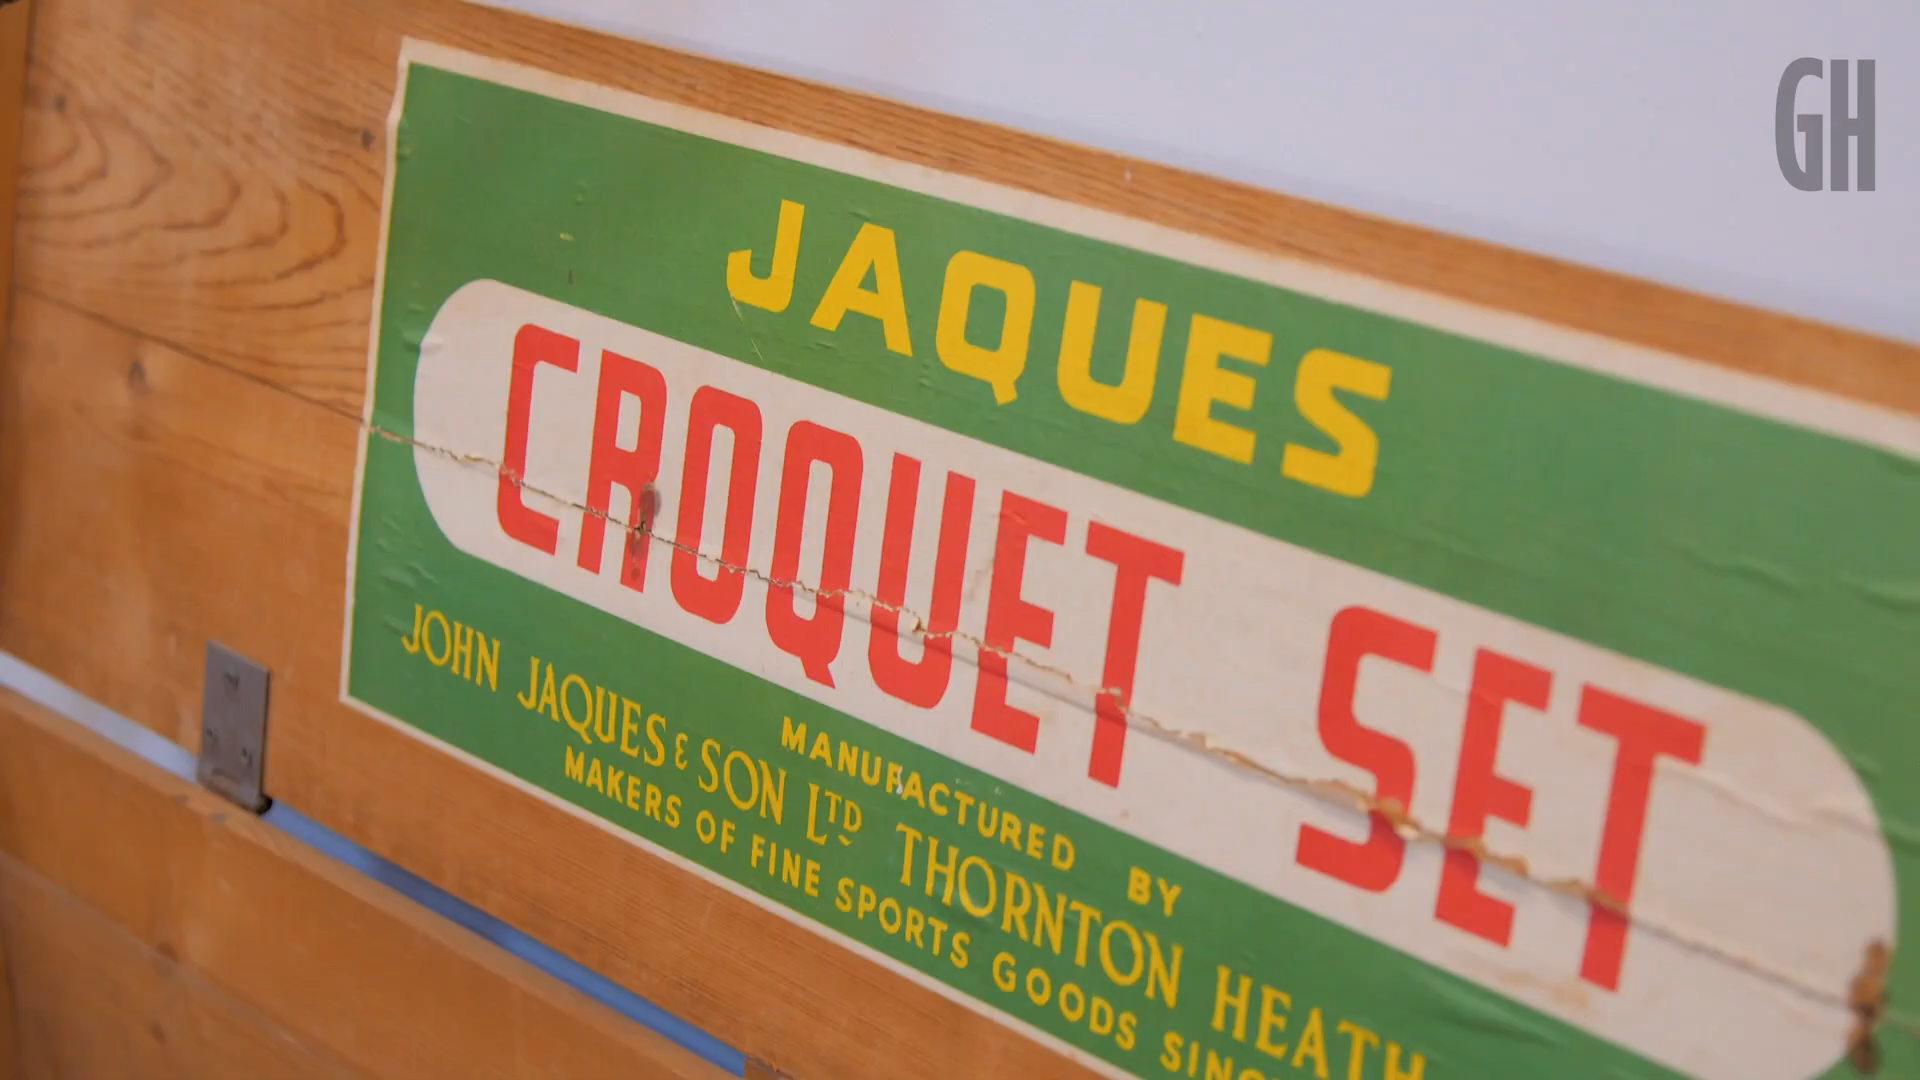 GH
JAQUES
CROQUET SET
MANUFACTURED BY
JOHN JAQUES & SON LTD THORNTON HEATH
MAKERS OF FINE SPORTS GOODS